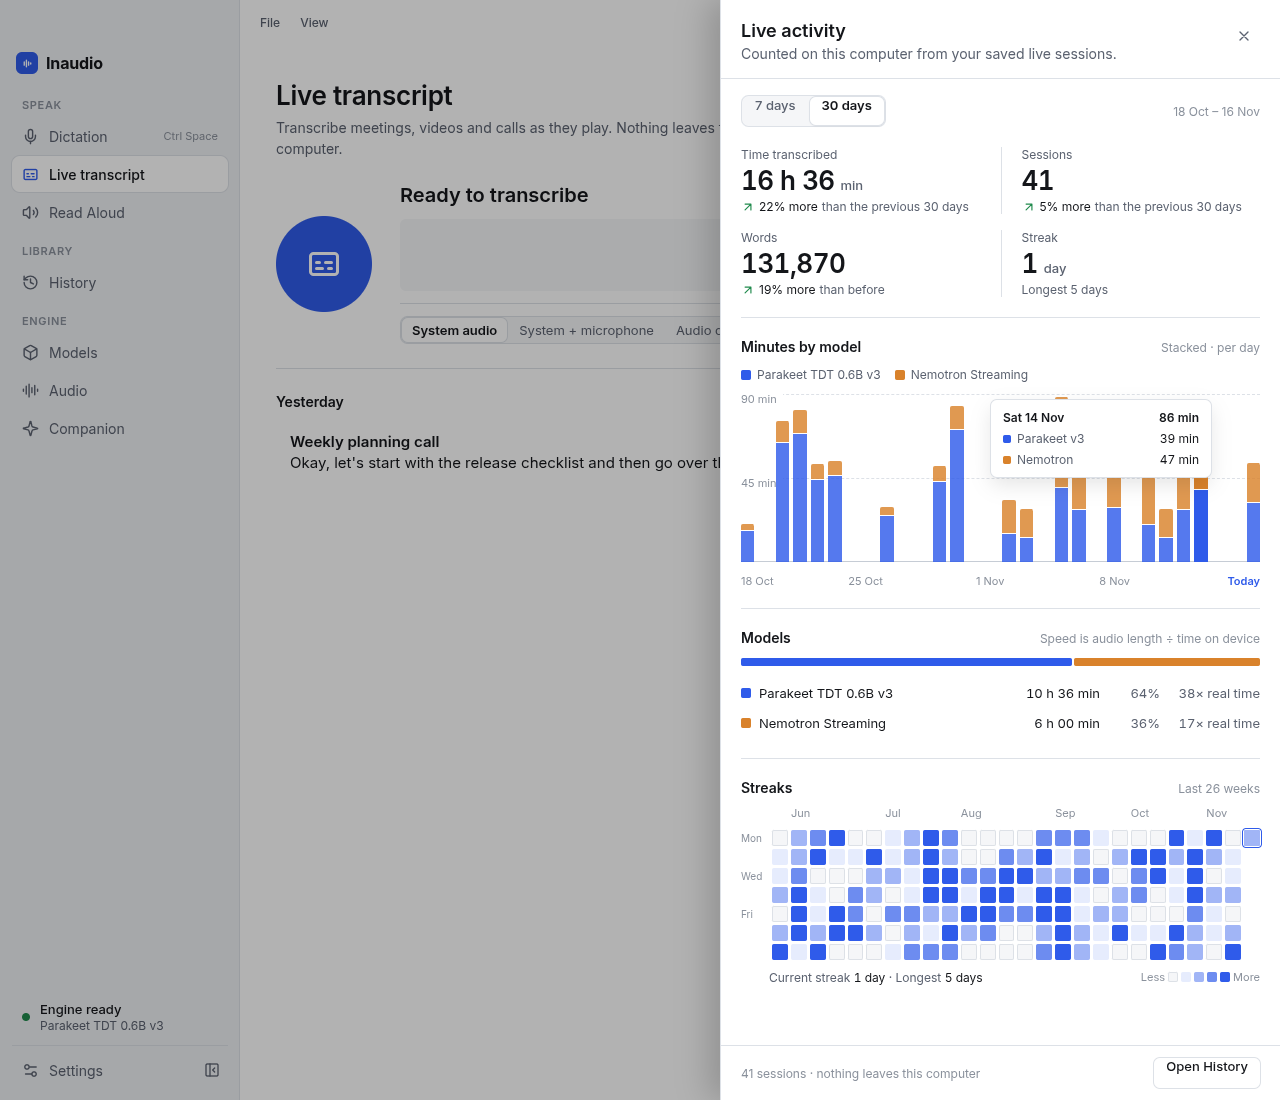 File View
Inaudio
SPEAK
Dictation Ctrl Space
Live transcript
Read Aloud
LIBRARY
History
ENGINE
Models
Audio
Companion
Engine ready
Parakeet TDT 0.6B v3
Settings
Live transcript
Transcribe meetings, videos and calls as they play. Nothing leaves
computer.
Ready to transcribe
System audio System + microphone Audio
Yesterday
Weekly planning call
Okay, let's start with the release checklist and then go over
Live activity
Counted on this computer from your saved live sessions.
7 days 30 days 18 Oct – 16 Nov
Time transcribed
16 h 36 min
22% more than the previous 30 days
Sessions
41
5% more than the previous 30 days
Words
131,870
19% more than before
Streak
1 day
Longest 5 days
Minutes by model Stacked · per day
Parakeet TDT 0.6B v3 Nemotron Streaming
90 min
45 min
Sat 14 Nov 86 min
Parakeet v3 39 min
Nemotron 47 min
18 Oct 25 Oct 1 Nov 8 Nov Today
Models Speed is audio length ÷ time on device
Parakeet TDT 0.6B v3 10 h 36 min 64% 38× real time
Nemotron Streaming 6 h 00 min 36% 17× real time
Streaks Last 26 weeks
Jun Jul Aug Sep Oct Nov
Mon
Wed
Fri
Current streak 1 day · Longest 5 days Less More
41 sessions · nothing leaves this computer Open History